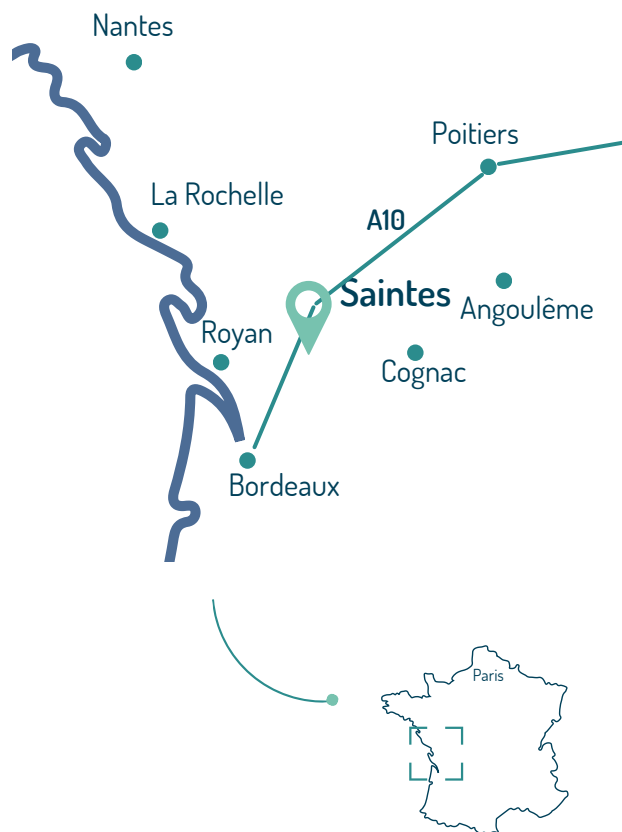 Nantes
Poitiers
La Rochelle
A10
Saintes
Angoulême
Royan
Cognac
Bordeaux
Paris